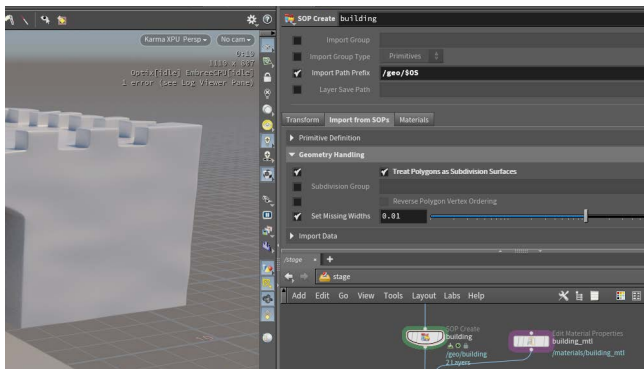 SOP Create building
Karma XPU Persp
No cam
Import Group
Import Group Type Primitives
Import Path Prefix /geo/$OS
Layer Save Path
1 error (see Log Viewer Pane)
Transform Import from SOPs Materials
Primitive Definition
Geometry Handling
Treat Polygons as Subdivision Surfaces
Subdivision Group
Reverse Polygon Vertex Ordering
Set Missing Widths 0.01
Import Data
/stage
stage
Add Edit Go View Tools Layout Labs Help
SOP Create
building
/geo/building
2 Layers
Edit Material Properties
building_mtl
/materials/building_mtl